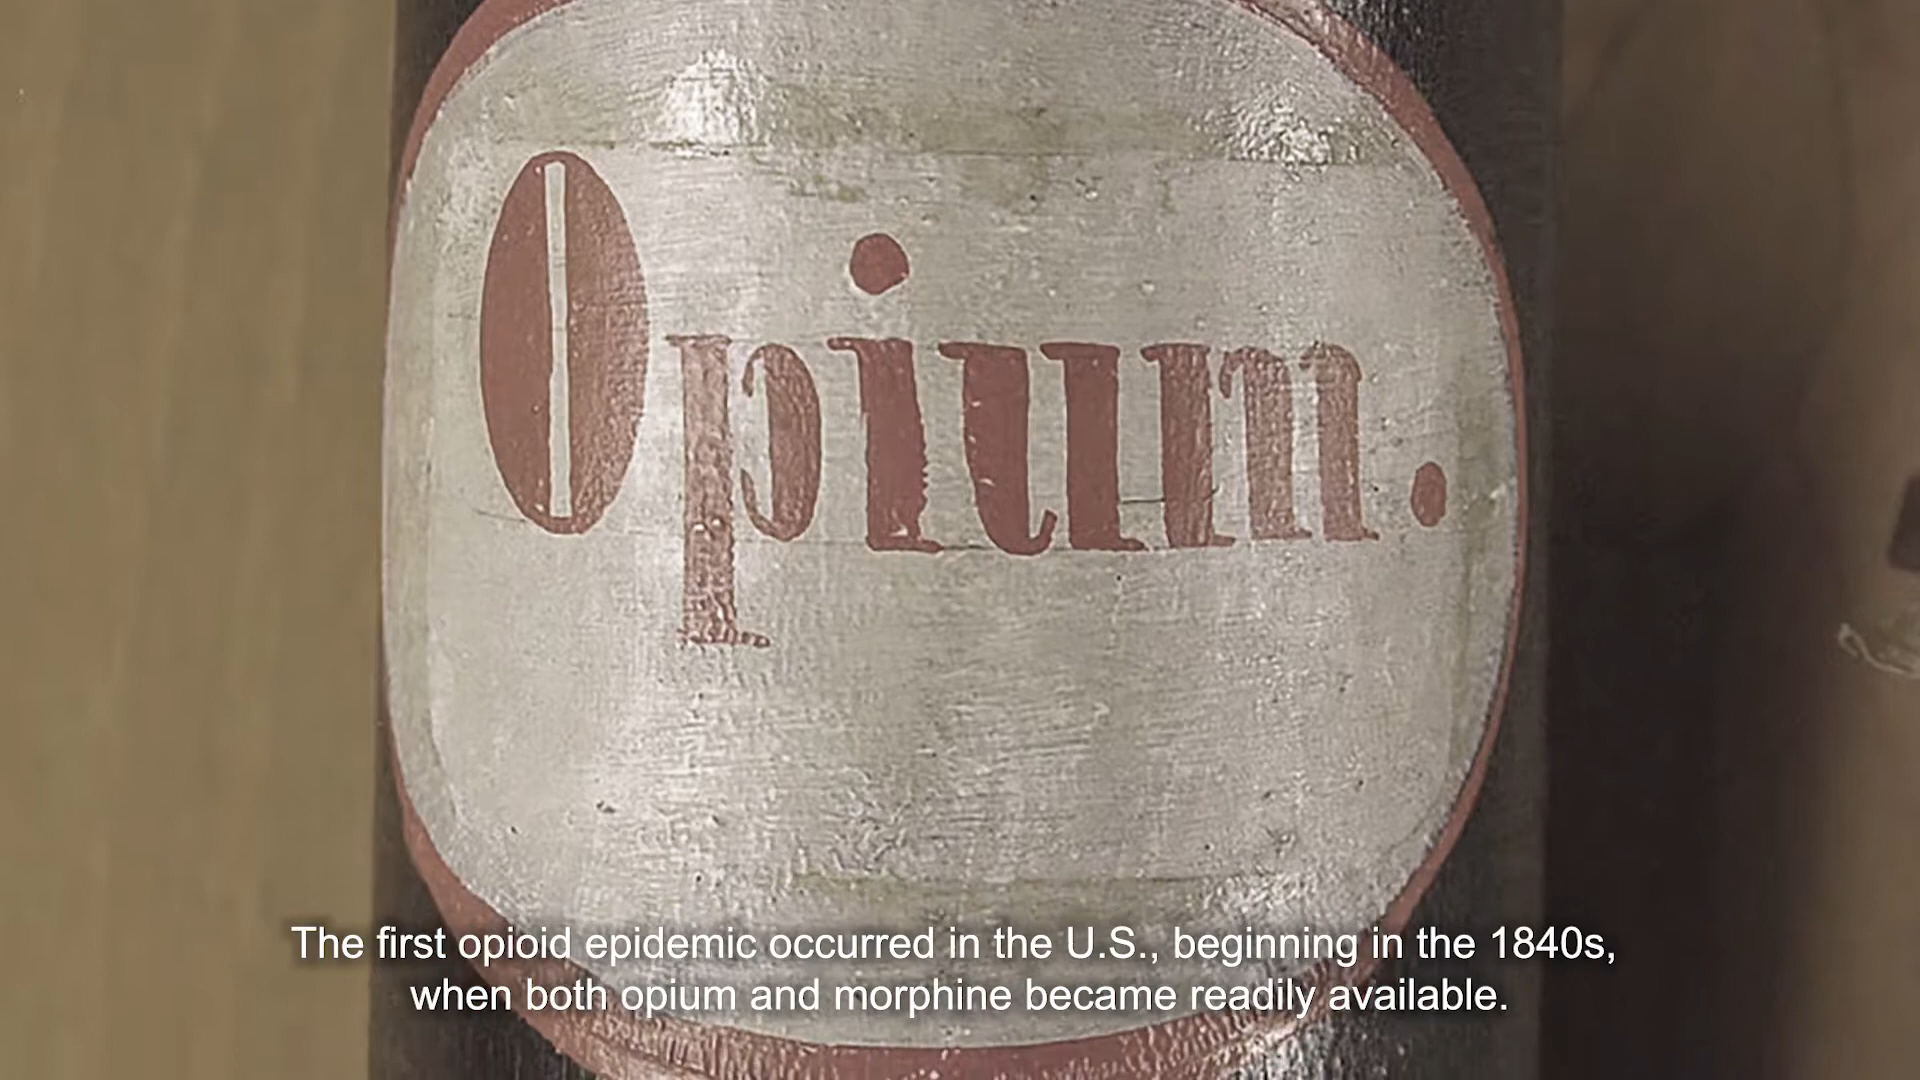 Opium.
The first opioid epidemic occurred in the U.S., beginning in the 1840s,
when both opium and morphine became readily available.